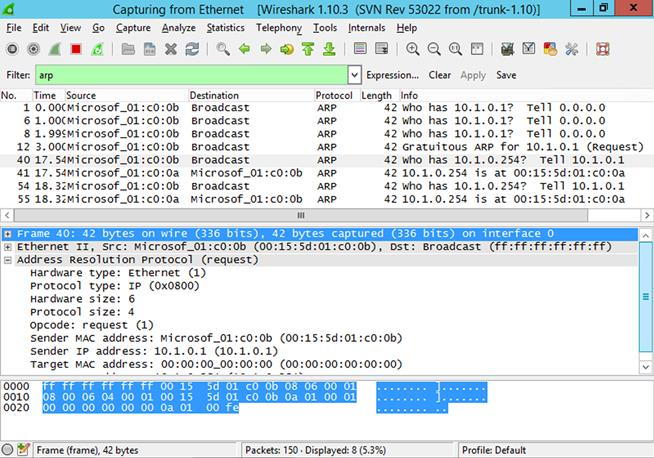 Capturing from Ethernet [Wireshark 1.10.3 (SVN Rev 53022 from /trunk-1.10)]
File Edit View Go Capture Analyze Statistics Telephony Tools Internals Help
Filter: arp Expression... Clear Apply Save
No. Time Source Destination Protocol Length Info
1 0.000 Microsof_01:c0:0b Broadcast ARP 42 Who has 10.1.0.1? Tell 0.0.0.0
6 1.000 Microsof_01:c0:0b Broadcast ARP 42 Who has 10.1.0.1? Tell 0.0.0.0
8 1.999 Microsof_01:c0:0b Broadcast ARP 42 Who has 10.1.0.1? Tell 0.0.0.0
12 3.000 Microsof_01:c0:0b Broadcast ARP 42 Gratuitous ARP for 10.1.0.1 (Request)
40 17.54 Microsof_01:c0:0b Broadcast ARP 42 Who has 10.1.0.254? Tell 10.1.0.1
41 17.54 Microsof_01:c0:0a Microsof_01:c0:0b ARP 42 10.1.0.254 is at 00:15:5d:01:c0:0a
54 18.32 Microsof_01:c0:0b Broadcast ARP 42 Who has 10.1.0.254? Tell 10.1.0.1
55 18.32 Microsof_01:c0:0a Microsof_01:c0:0b ARP 42 10.1.0.254 is at 00:15:5d:01:c0:0a
Frame 40: 42 bytes on wire (336 bits), 42 bytes captured (336 bits) on interface 0
Ethernet II, Src: Microsof_01:c0:0b (00:15:5d:01:c0:0b), Dst: Broadcast (ff:ff:ff:ff:ff:ff)
Address Resolution Protocol (request)
Hardware type: Ethernet (1)
Protocol type: IP (0x0800)
Hardware size: 6
Protocol size: 4
Opcode: request (1)
Sender MAC address: Microsof_01:c0:0b (00:15:5d:01:c0:0b)
Sender IP address: 10.1.0.1 (10.1.0.1)
Target MAC address: 00:00:00_00:00:00 (00:00:00:00:00:00)
0000 ff ff ff ff ff ff 00 15 5d 01 c0 0b 08 06 00 01 ........ ].......
0010 08 00 06 04 00 01 00 15 5d 01 c0 0b 0a 01 00 01 ........ ].......
0020 00 00 00 00 00 00 0a 01 00 fe ........ ..
Frame (frame), 42 bytes Packets: 150 · Displayed: 8 (5.3%) Profile: Default